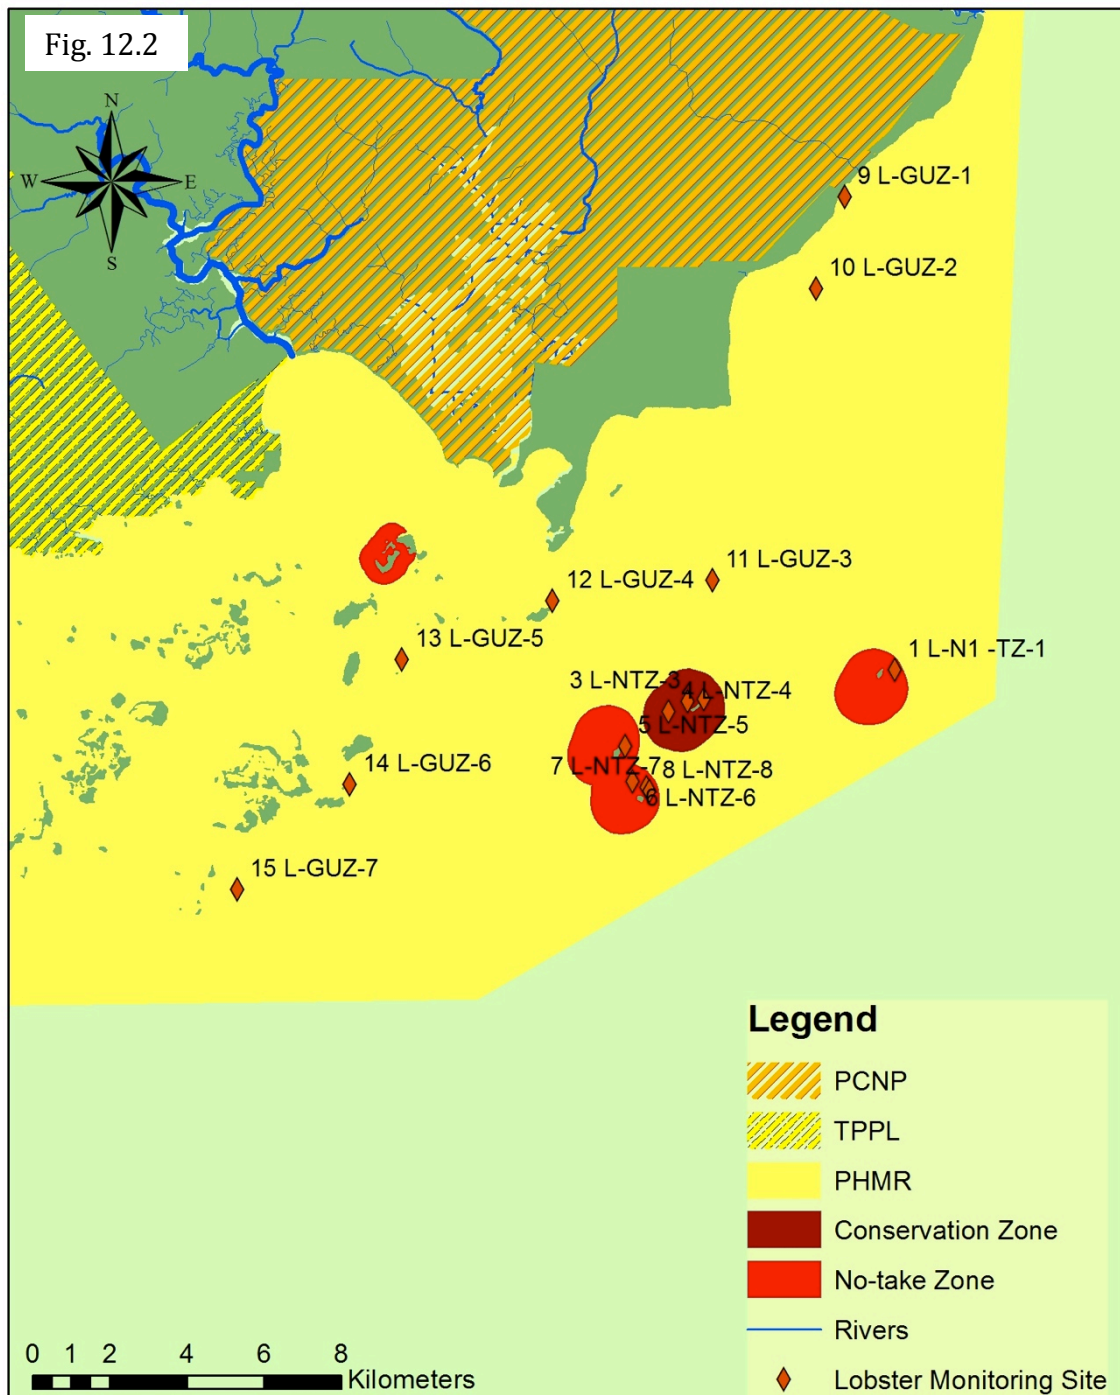 Fig. 12.2
N
W E
S
9 L-GUZ-1
10 L-GUZ-2
11 L-GUZ-3
12 L-GUZ-4
13 L-GUZ-5
1 L-N1 -TZ-1
3 L-NTZ-3
4 L-NTZ-4
5 L-NTZ-5
7 L-NTZ-7
8 L-NTZ-8
6 L-NTZ-6
14 L-GUZ-6
15 L-GUZ-7
Legend
PCNP
TPPL
PHMR
Conservation Zone
No-take Zone
Rivers
Lobster Monitoring Site
0 1 2 4 6 8
Kilometers